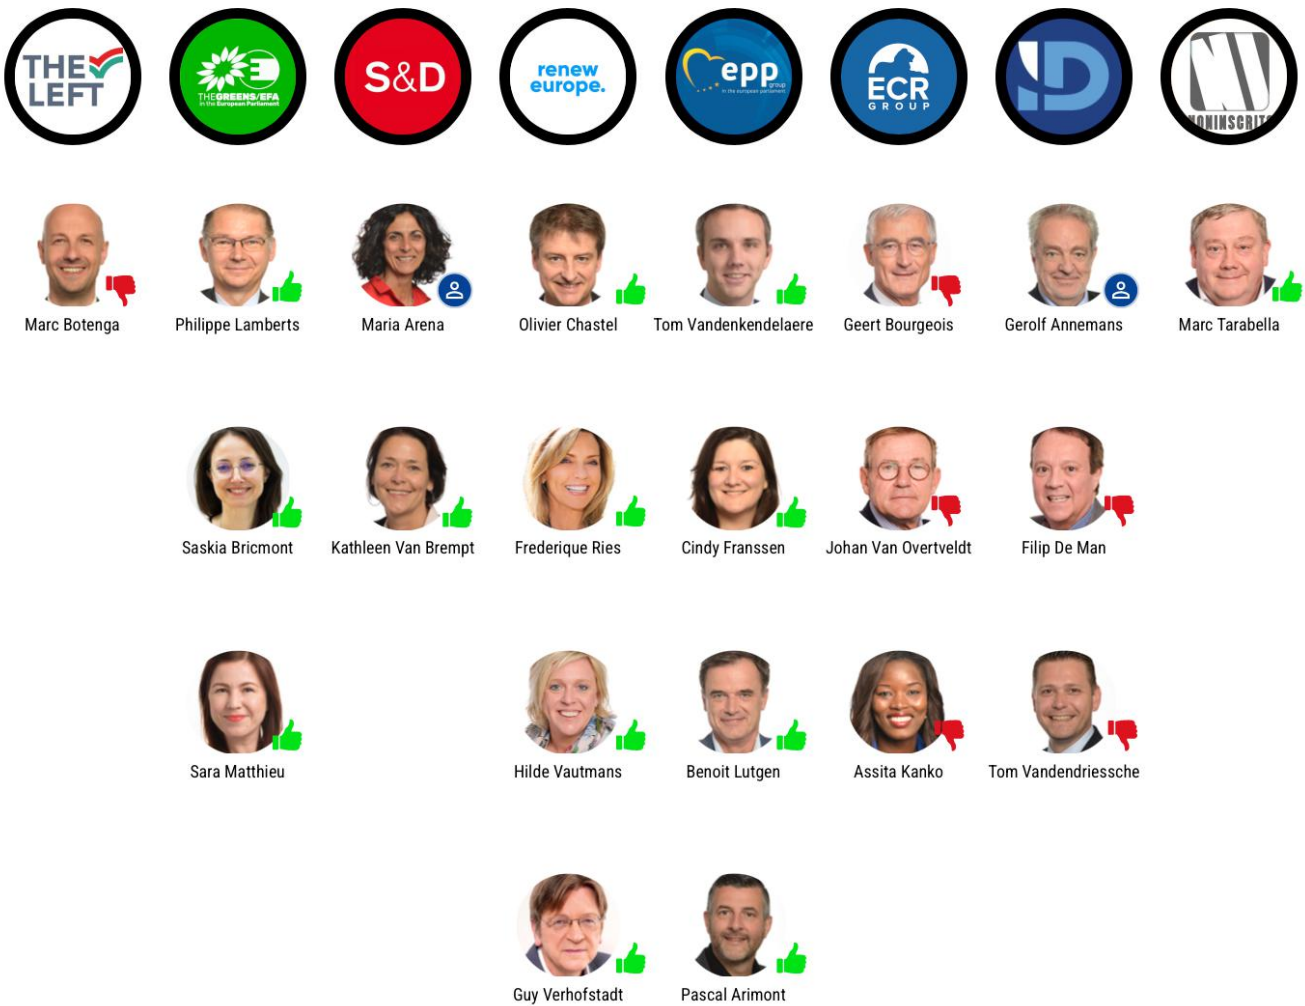 THE
LEFT
THE GREENS/EFA
in the European Parliament
S&D
renew
europe.
epp
group
in the european parliament
ECR
GROUP
ID
NI
NONINSCRITS
Marc Botenga
Philippe Lamberts
Maria Arena
Olivier Chastel
Tom Vandenkendelaere
Geert Bourgeois
Gerolf Annemans
Marc Tarabella
Saskia Bricmont
Kathleen Van Brempt
Frederique Ries
Cindy Franssen
Johan Van Overtveldt
Filip De Man
Sara Matthieu
Hilde Vautmans
Benoit Lutgen
Assita Kanko
Tom Vandendriessche
Guy Verhofstadt
Pascal Arimont